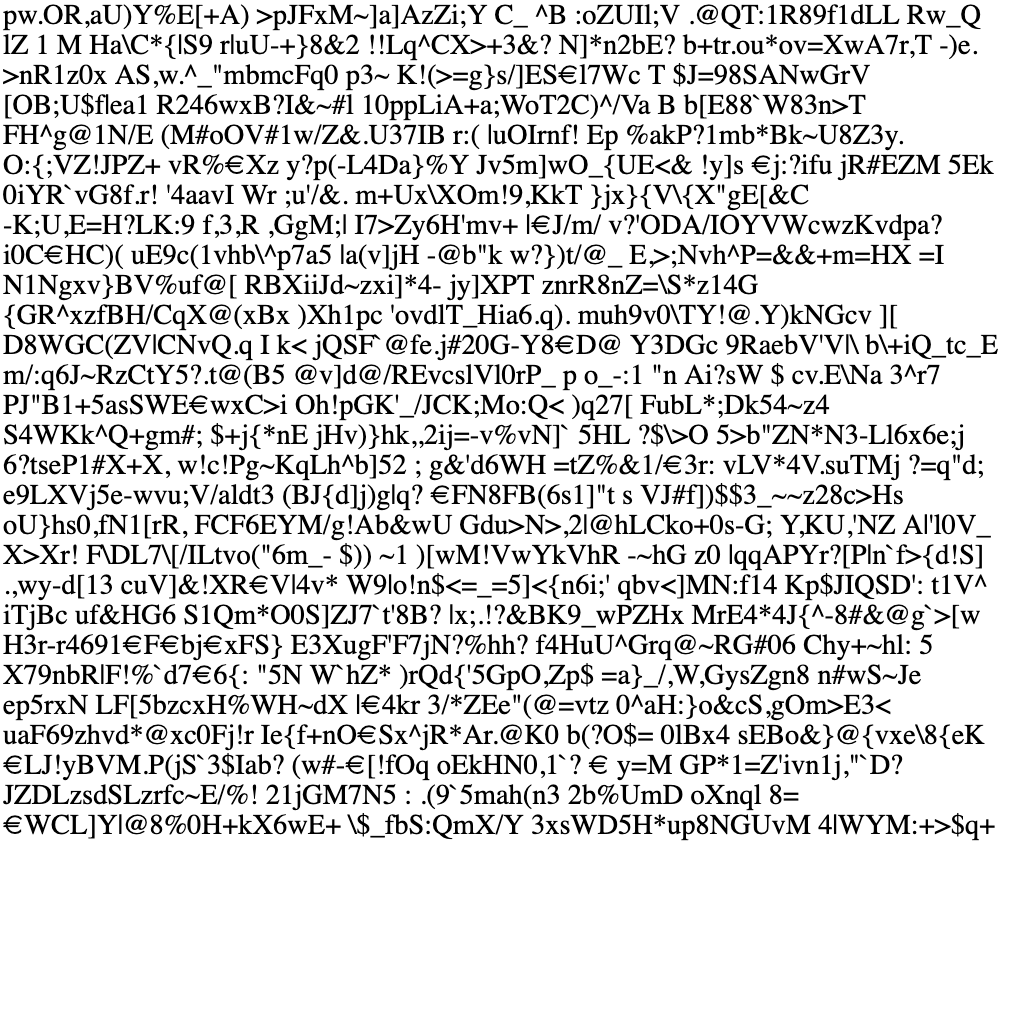 pw.OR,aU)Y%E[+A) >pJFxM~]a]AzZi;Y C_ ^B :oZUIl;V .@QT:1R89f1dLL Rw_Q
lZ 1 M Ha\C*{|S9 r|uU-+}8&2 !!Lq^CX>+3&? N]*n2bE? b+tr.ou*ov=XwA7r,T -)e.
>nR1z0x AS,w.^_"mbmcFq0 p3~ K!(>=g}s/]ES€l7Wc T $J=98SANwGrV
[OB;U$flea1 R246wxB?I&~#l 10ppLiA+a;WoT2C)^/Va B b[E88`W83n>T
FH^g@1N/E (M#oOV#1w/Z&.U37IB r:( |uOIrnf! Ep %akP?1mb*Bk~U8Z3y.
O:{;VZ!JPZ+ vR%€Xz y?p(-L4Da}%Y Jv5m]wO_{UE<& !y]s €j:?ifu jR#EZM 5Ek
0iYR`vG8f.r! '4aavI Wr ;u'/&. m+Ux\XOm!9,KkT }jx}{V\{X"gE[&C
-K;U,E=H?LK:9 f,3,R ,GgM;| I7>Zy6H'mv+ |€J/m/ v?'ODA/IOYVWcwzKvdpa?
i0C€HC)( uE9c(1vhb\^p7a5 |a(v]jH -@b"k w?})t/@_ E,>;Nvh^P=&&+m=HX =I
N1Ngxv}BV%uf@[ RBXiiJd~zxi]*4- jy]XPT znrR8nZ=\S*z14G
{GR^xzfBH/CqX@(xBx )Xh1pc 'ovdlT_Hia6.q). muh9v0\TY!@.Y)kNGcv ][
D8WGC(ZV|CNvQ.q I k< jQSF`@fe.j#20G-Y8€D@ Y3DGc 9RaebV'V|\ b\+iQ_tc_E
m/:q6J~RzCtY5?.t@(B5 @v]d@/REvcslVl0rP_ p o_-:1 "n Ai?sW $ cv.E\Na 3^r7
PJ"B1+5asSWE€wxC>i Oh!pGK'_/JCK;Mo:Q< )q27[ FubL*;Dk54~z4
S4WKk^Q+gm#; $+j{*nE jHv)}hk,,2ij=-v%vN]` 5HL ?$\>O 5>b"ZN*N3-Ll6x6e;j
6?tseP1#X+X, w!c!Pg~KqLh^b]52 ; g&'d6WH =tZ%&1/€3r: vLV*4V.suTMj ?=q"d;
e9LXVj5e-wvu;V/aldt3 (BJ{d]j)g|q? €FN8FB(6s1]"t s VJ#f])$$3_~~z28c>Hs
oU}hs0,fN1[rR, FCF6EYM/g!Ab&wU Gdu>N>,2|@hLCko+0s-G; Y,KU,'NZ A|'l0V_
X>Xr! F\DL7\[/ILtvo("6m_- $)) ~1 )[wM!VwYkVhR -~hG z0 |qqAPYr?[P|n`f>{d!S]
.,wy-d[13 cuV]&!XR€V|4v* W9|o!n$<=_=5]<{n6i;' qbv<]MN:f14 Kp$JIQSD': t1V^
iTjBc uf&HG6 S1Qm*O0S]ZJ7`t'8B? |x;.!?&BK9_wPZHx MrE4*4J{^-8#&@g`>[w
H3r-r4691€F€bj€xFS} E3XugF'F7jN?%hh? f4HuU^Grq@~RG#06 Chy+~hl: 5
X79nbR|F!%`d7€6{: "5N W`hZ* )rQd{'5GpO,Zp$ =a}_/,W,GysZgn8 n#wS~Je
ep5rxN LF[5bzcxH%WH~dX |€4kr 3/*ZEe"(@=vtz 0^aH:}o&cS,gOm>E3<
uaF69zhvd*@xc0Fj!r Ie{f+nO€Sx^jR*Ar.@K0 b(?O$= 0lBx4 sEBo&}@{vxe\8{eK
€LJ!yBVM.P(jS`3$Iab? (w#-€[!fOq oEkHN0,1`? € y=M GP*1=Z'ivn1j,"`D?
JZDLzsdSLzrfc~E/%! 21jGM7N5 : .(9`5mah(n3 2b%UmD oXnql 8=
€WCL]Y|@8%0H+kX6wE+ \$_fbS:QmX/Y 3xsWD5H*up8NGUvM 4|WYM:+>$q+